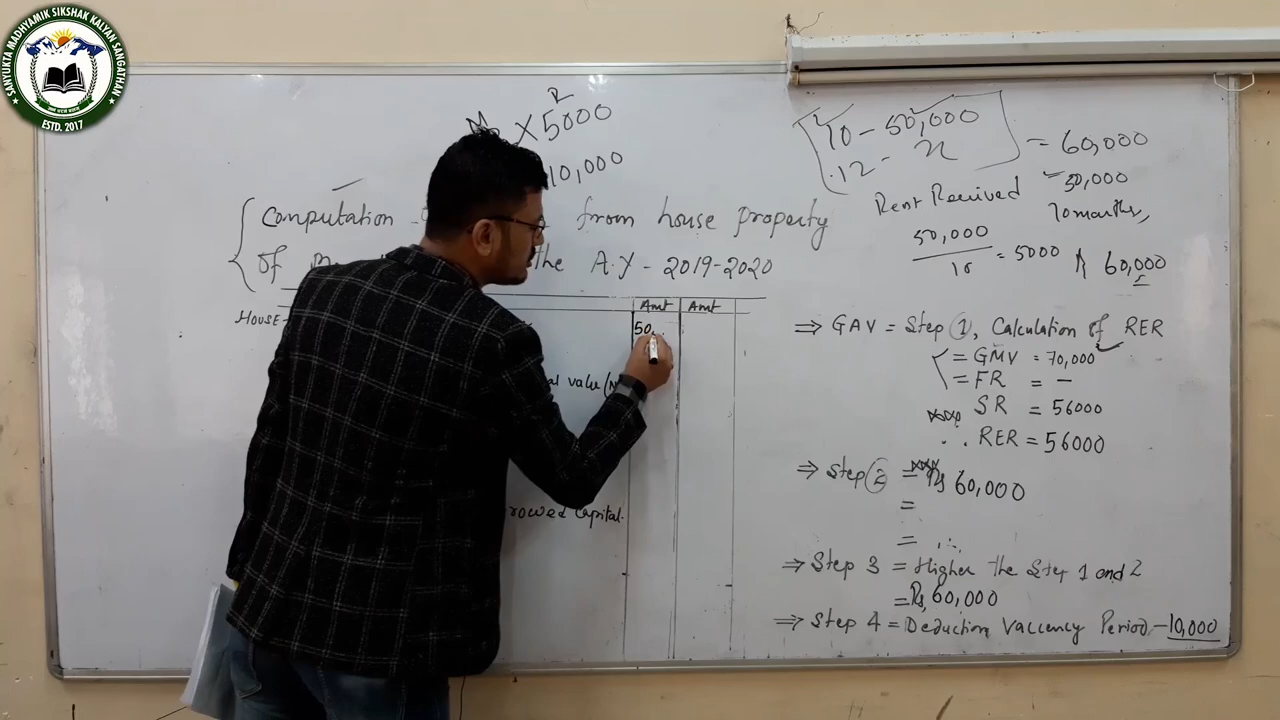 SANYUKTA MADHYAMIK SIKSHAK KALYAN SANGATHAN
ESTD. 2017
X 5000
10,000
Computation from house property
Of the A.Y - 2019-2020
Amt Amt
HOUSE-
50,
al value (N
rowed Capital.
10 - 50,000
12 - x
= 60,000
Rent Received 50,000
10 months,
50,000
10
= 5000
60,000
⇒ GAV = Step 1, Calculation of RER
= GMV = 70,000
= FR = -
SR = 56000
∴ RER = 56000
⇒ Step 2 = Rs 60,000
=
= ∴
⇒ Step 3 = Higher the Step 1 and 2
= Rs, 60,000
⇒ Step 4 = Deduction Vaccency Period - 10,000